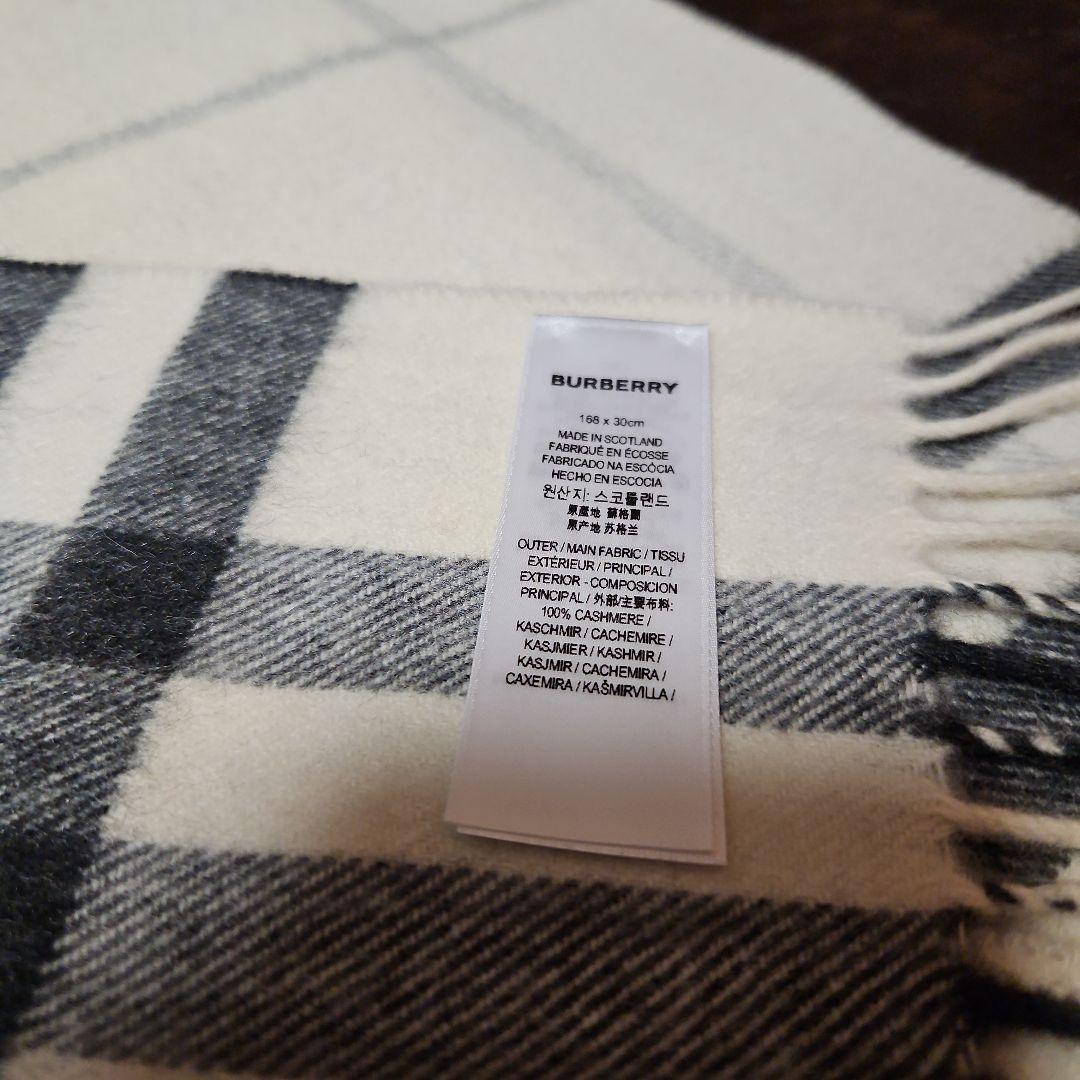 BURBERRY
168 x 30cm
MADE IN SCOTLAND
FABRIQUÉ EN ÉCOSSE
FABRICADO NA ESCÓCIA
HECHO EN ESCOCIA
원산지: 스코틀랜드
原產地 蘇格蘭
原产地 苏格兰
OUTER / MAIN FABRIC / TISSU
EXTÉRIEUR / PRINCIPAL /
EXTERIOR - COMPOSICION
PRINCIPAL / 外部/主要布料:
100% CASHMERE /
KASCHMIR / CACHEMIRE /
KASJMIER / KASHMIR /
KASJMIR / CACHEMIRA /
CAXEMIRA / KAŠMIRVILLA /